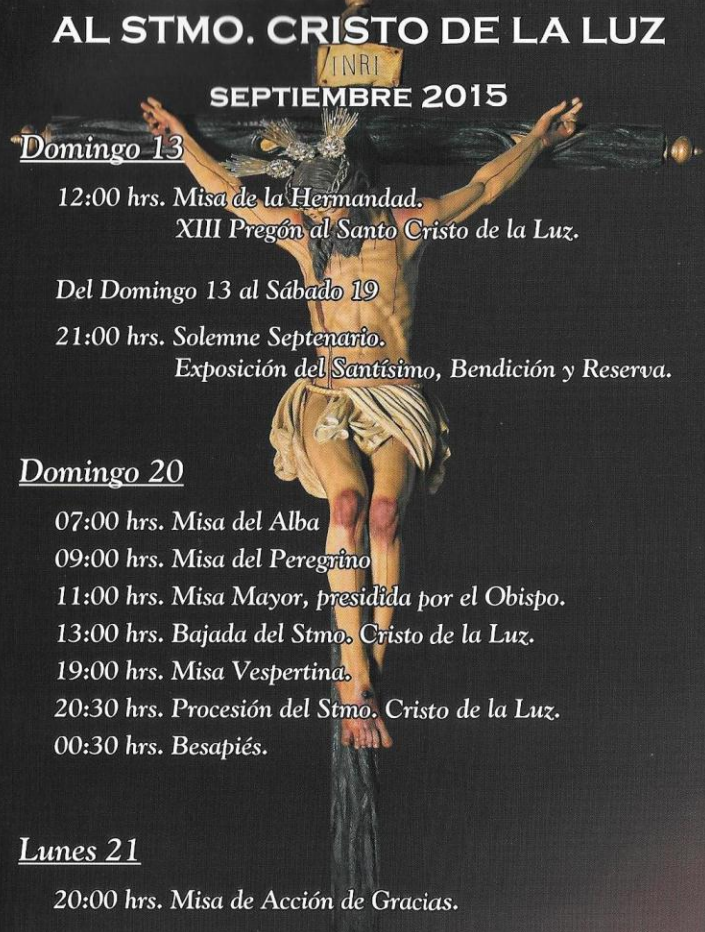 AL STMO. CRISTO DE LA LUZ
INRI
SEPTIEMBRE 2015
Domingo 13
12:00 hrs. Misa de la Hermandad.
XIII Pregón al Santo Cristo de la Luz.
Del Domingo 13 al Sábado 19
21:00 hrs. Solemne Septenario.
Exposición del Santísimo, Bendición y Reserva.
Domingo 20
07:00 hrs. Misa del Alba
09:00 hrs. Misa del Peregrino
11:00 hrs. Misa Mayor, presidida por el Obispo.
13:00 hrs. Bajada del Stmo. Cristo de la Luz.
19:00 hrs. Misa Vespertina.
20:30 hrs. Procesión del Stmo. Cristo de la Luz.
00:30 hrs. Besapiés.
Lunes 21
20:00 hrs. Misa de Acción de Gracias.